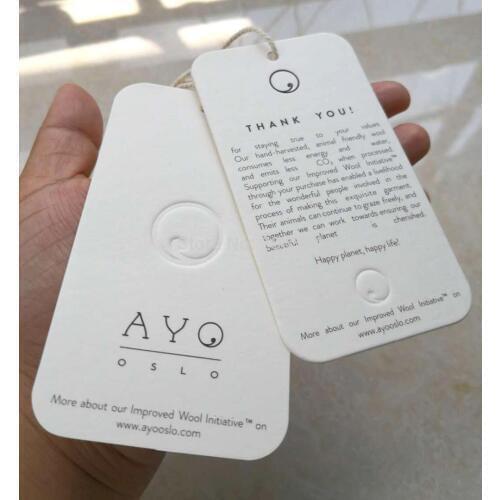 AYO
OSLO
More about our Improved Wool Initiative™ on
www.ayooslo.com
THANK YOU!
For staying true to your values.
Our hand-harvested, animal friendly wool
consumes less energy and water,
and emits less CO₂ when processed.
Supporting our Improved Wool Initiative™
through your purchase has enabled a livelihood
for the wonderful people involved in the
process of making this exquisite garment.
Their animals can continue to graze freely, and
together we can work towards ensuring our
beautiful planet is cherished.
Happy planet, happy life!
More about our Improved Wool Initiative™ on
www.ayooslo.com